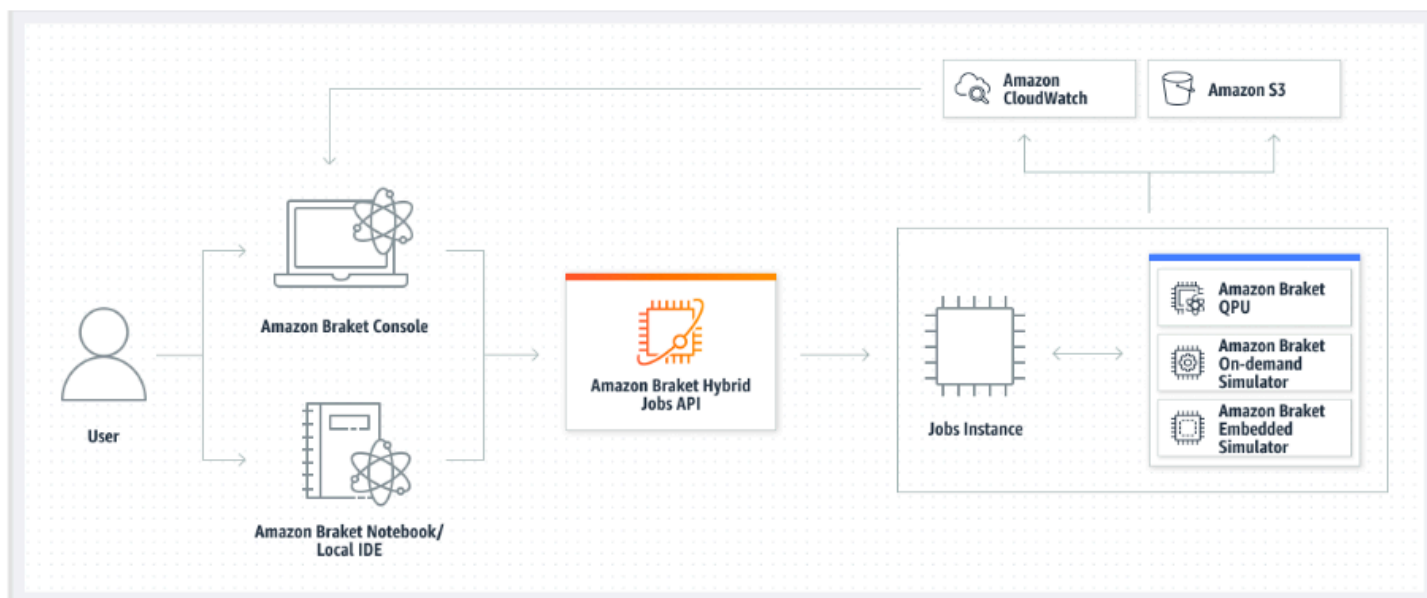 Amazon
CloudWatch
Amazon S3
Amazon Braket Console
User
Amazon Braket Notebook/
Local IDE
Amazon Braket Hybrid
Jobs API
Jobs Instance
Amazon Braket
QPU
Amazon Braket
On-demand
Simulator
Amazon Braket
Embedded
Simulator